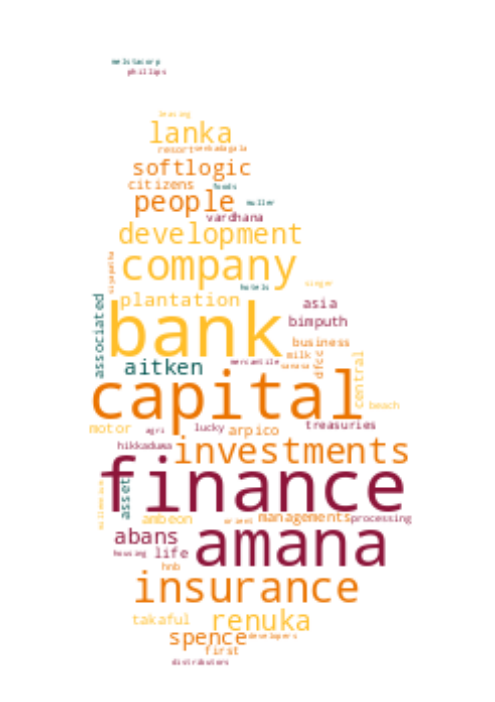 melstacorp
phillips
leasing
lanka
resort
softlogic
citizens foods
people muller
vardhana
development
company
hotels singer
plantation asia
associated
bimputh
bank
business
milk
dfcc
central
mercantile
aitken
capital
beach
motor agri lucky arpico treasuries
hikkaduwa investments
finance
asset
ambeon managements processing
abans amana
housing life
hnb
insurance
takaful renuka
spence developers
first
distributors